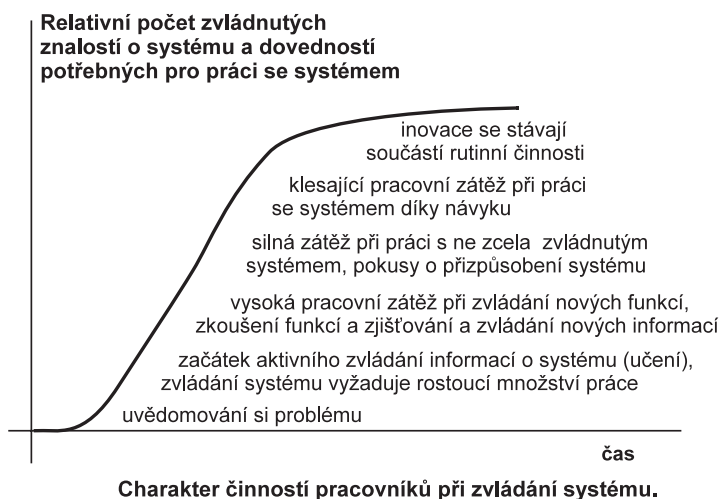 Relativní počet zvládnutých
znalostí o systému a dovedností
potřebných pro práci se systémem
inovace se stávají
součástí rutinní činnosti
klesající pracovní zátěž při práci
se systémem díky návyku
silná zátěž při práci s ne zcela zvládnutým
systémem, pokusy o přizpůsobení systému
vysoká pracovní zátěž při zvládání nových funkcí,
zkoušení funkcí a zjišťování a zvládání nových informací
začátek aktivního zvládání informací o systému (učení),
zvládání systému vyžaduje rostoucí množství práce
uvědomování si problému
čas
Charakter činností pracovníků při zvládání systému.